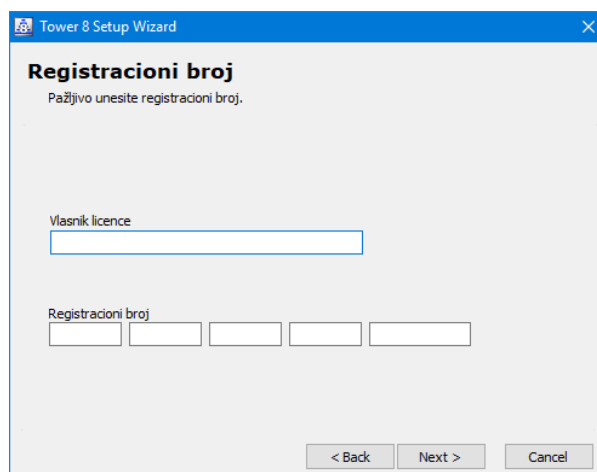 Tower 8 Setup Wizard
Registracioni broj
Pažljivo unesite registracioni broj.
Vlasnik licence
Registracioni broj
< Back Next > Cancel